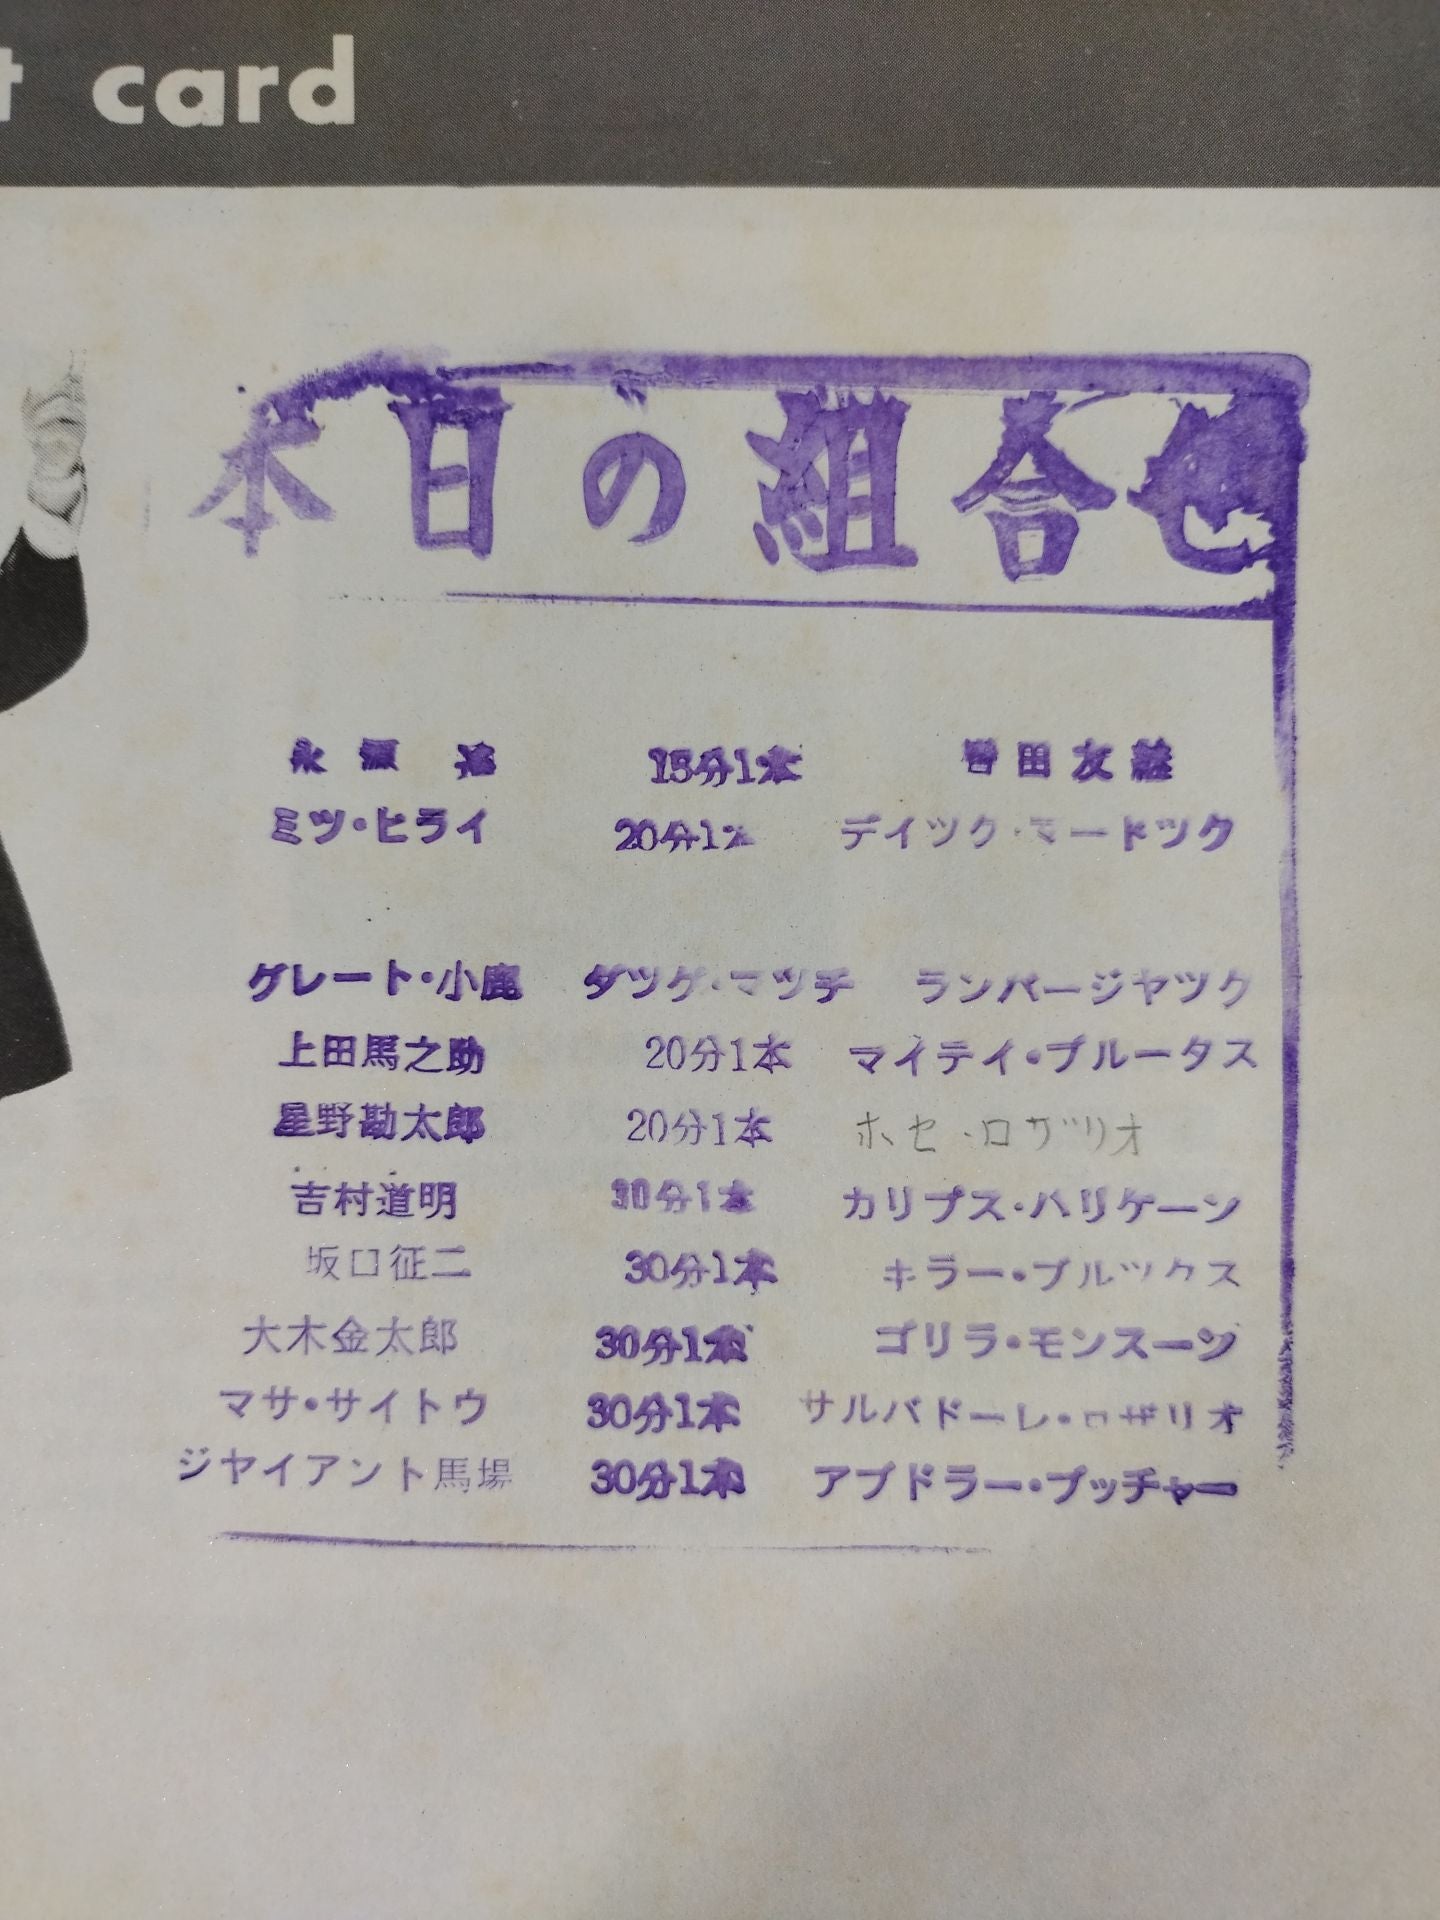 t card
本日の組合せ
永源遙 15分1本 誉田友継
ミツ・ヒライ 20分1本 デイツク・マードツク
グレート・小鹿 ダツグ・マツチ ランバージヤツク
上田馬之助 20分1本 マイテイ・ブルータス
星野勘太郎 20分1本 ホセ・ロザリオ
吉村道明 30分1本 カリプス・ハリケーン
坂口征二 30分1本 キラー・ブルツクス
大木金太郎 30分1本 ゴリラ・モンスーン
マサ・サイトウ 30分1本 サルバドーレ・ロザリオ
ジヤイアント馬場 30分1本 アブドラー・ブッチャー